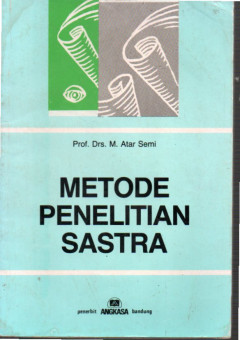 Prof. Drs. M. Atar Semi
METODE
PENELITIAN
SASTRA
penerbit ANGKASA bandung